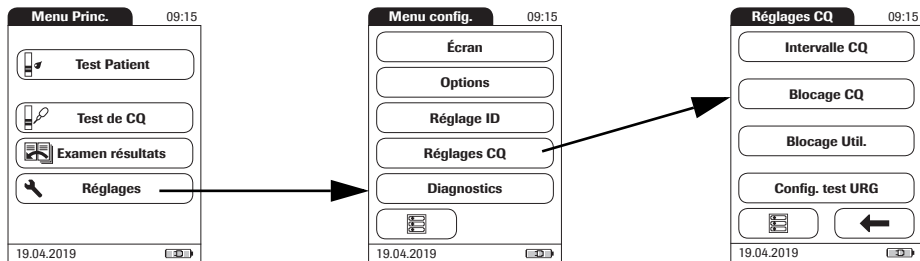 Menu Princ. 09:15
Test Patient
Test de CQ
Examen résultats
Réglages
19.04.2019
Menu config. 09:15
Écran
Options
Réglage ID
Réglages CQ
Diagnostics
19.04.2019
Réglages CQ 09:15
Intervalle CQ
Blocage CQ
Blocage Util.
Config. test URG
19.04.2019